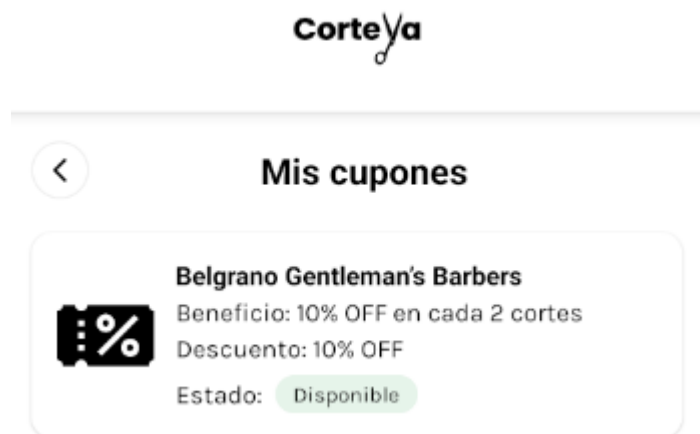 CorteYa
Mis cupones
Belgrano Gentleman's Barbers
Beneficio: 10% OFF en cada 2 cortes
Descuento: 10% OFF
Estado: Disponible